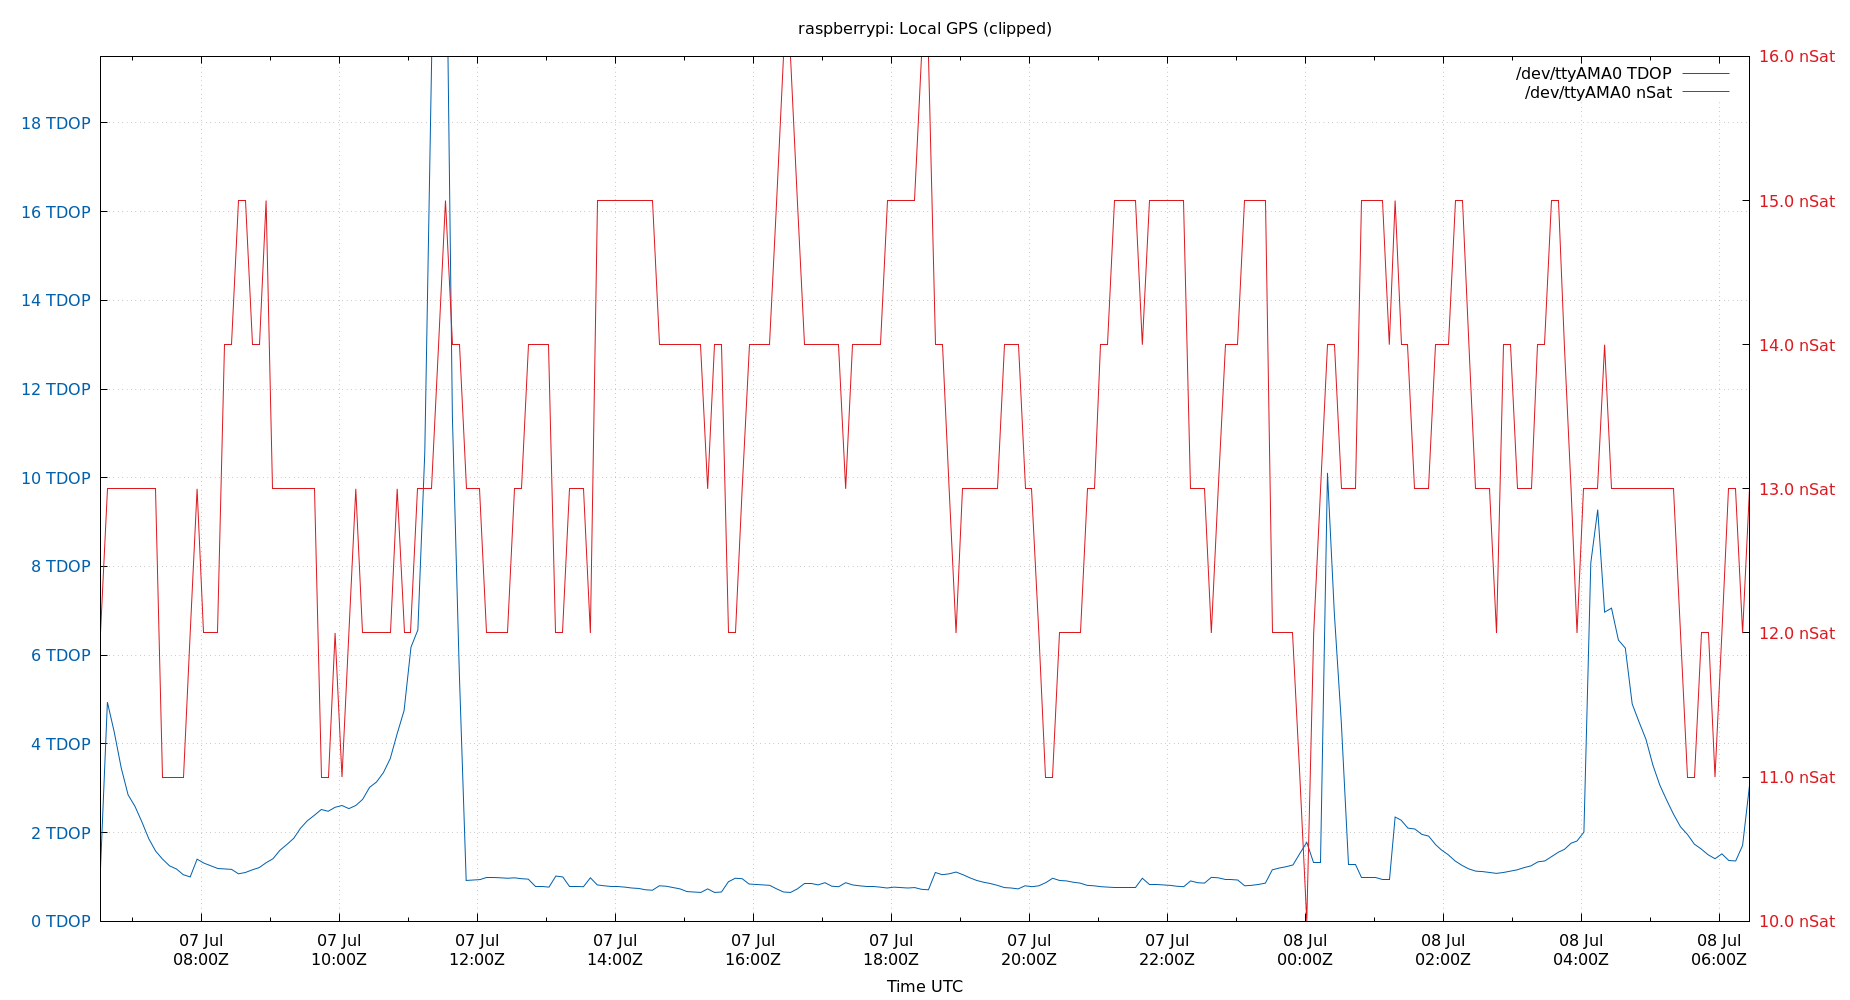 raspberrypi: Local GPS (clipped)
/dev/ttyAMA0 TDOP
/dev/ttyAMA0 nSat
18 TDOP
16 TDOP
14 TDOP
12 TDOP
10 TDOP
8 TDOP
6 TDOP
4 TDOP
2 TDOP
0 TDOP
16.0 nSat
15.0 nSat
14.0 nSat
13.0 nSat
12.0 nSat
11.0 nSat
10.0 nSat
07 Jul
08:00Z
07 Jul
10:00Z
07 Jul
12:00Z
07 Jul
14:00Z
07 Jul
16:00Z
07 Jul
18:00Z
07 Jul
20:00Z
07 Jul
22:00Z
08 Jul
00:00Z
08 Jul
02:00Z
08 Jul
04:00Z
08 Jul
06:00Z
Time UTC